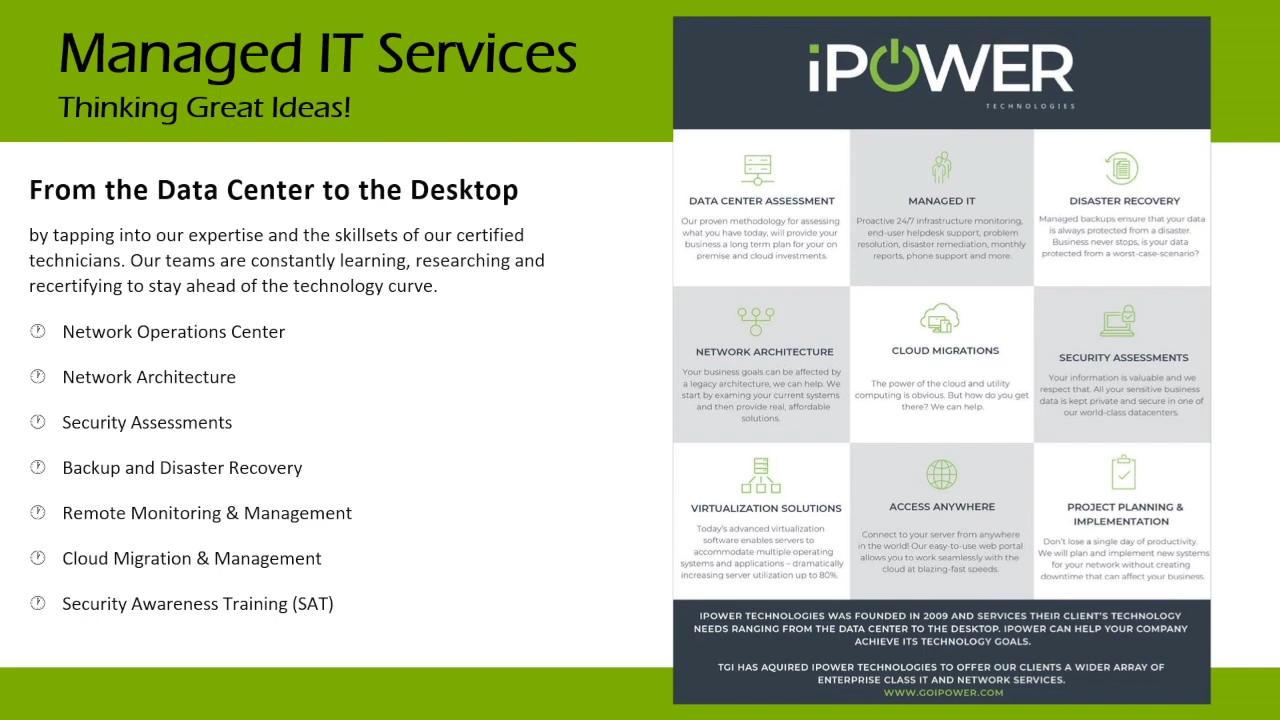 Managed IT Services
Thinking Great Ideas!
From the Data Center to the Desktop
by tapping into our expertise and the skillsets of our certified
technicians. Our teams are constantly learning, researching and
recertifying to stay ahead of the technology curve.
Network Operations Center
Network Architecture
Security Assessments
Backup and Disaster Recovery
Remote Monitoring & Management
Cloud Migration & Management
Security Awareness Training (SAT)
iPOWER
TECHNOLOGIES
DATA CENTER ASSESSMENT
Our proven methodology for assessing
what you have today, will provide your
business a long term plan for your on
premise and cloud investments.
MANAGED IT
Proactive 24/7 infrastructure monitoring,
end-user helpdesk support, problem
resolution, disaster remediation, monthly
reports, phone support and more.
DISASTER RECOVERY
Managed backups ensure that your data
is always protected from a disaster.
Business never stops, is your data
protected from a worst-case-scenario?
NETWORK ARCHITECTURE
Your business goals can be affected by
a legacy architecture, we can help. We
start by examing your current systems
and then provide real, affordable
solutions.
CLOUD MIGRATIONS
The power of the cloud and utility
computing is obvious. But how do you get
there? We can help.
SECURITY ASSESSMENTS
Your information is valuable and we
respect that. All your sensitive business
data is kept private and secure in one of
our world-class datacenters.
VIRTUALIZATION SOLUTIONS
Today's advanced virtualization
software enables servers to
accommodate multiple operating
systems and applications – dramatically
increasing server utilization up to 80%.
ACCESS ANYWHERE
Connect to your server from anywhere
in the world! Our easy-to-use web portal
allows you to work seamlessly with the
cloud at blazing-fast speeds.
PROJECT PLANNING &
IMPLEMENTATION
Don't lose a single day of productivity.
We will plan and implement new systems
for your network without creating
downtime that can affect your business.
IPOWER TECHNOLOGIES WAS FOUNDED IN 2009 AND SERVICES THEIR CLIENT'S TECHNOLOGY
NEEDS RANGING FROM THE DATA CENTER TO THE DESKTOP. IPOWER CAN HELP YOUR COMPANY
ACHIEVE ITS TECHNOLOGY GOALS.
TGI HAS AQUIRED IPOWER TECHNOLOGIES TO OFFER OUR CLIENTS A WIDER ARRAY OF
ENTERPRISE CLASS IT AND NETWORK SERVICES.
WWW.GOIPOWER.COM